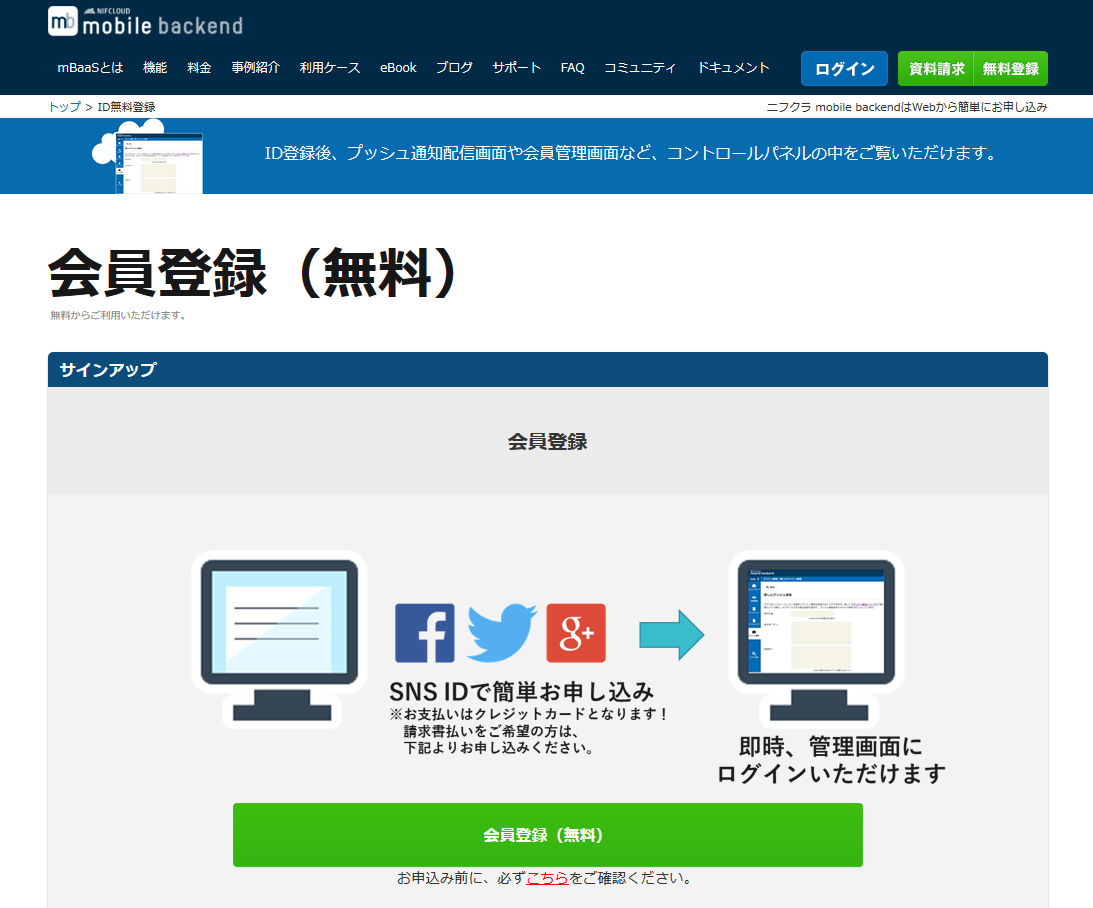 mb NIFCLOUD
mobile backend
mBaaSとは 機能 料金 事例紹介 利用ケース eBook ブログ サポート FAQ コミュニティ ドキュメント ログイン 資料請求 無料登録
トップ > ID無料登録 ニフクラ mobile backendはWebから簡単にお申し込み
ID登録後、プッシュ通知配信画面や会員管理画面など、コントロールパネルの中をご覧いただけます。
会員登録（無料）
無料からご利用いただけます。
サインアップ
会員登録
f g+
SNS IDで簡単お申し込み
※お支払いはクレジットカードとなります！
請求書払いをご希望の方は、
下記よりお申し込みください。
即時、管理画面に
ログインいただけます
会員登録（無料）
お申込み前に、必ずこちらをご確認ください。